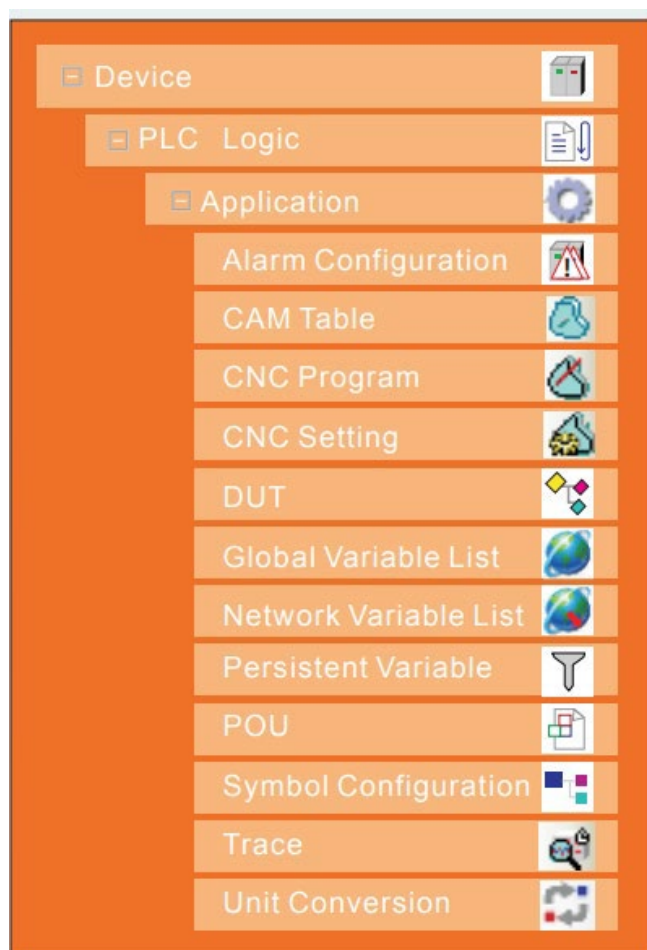 Device
PLC Logic
Application
Alarm Configuration
CAM Table
CNC Program
CNC Setting
DUT
Global Variable List
Network Variable List
Persistent Variable
POU
Symbol Configuration
Trace
Unit Conversion